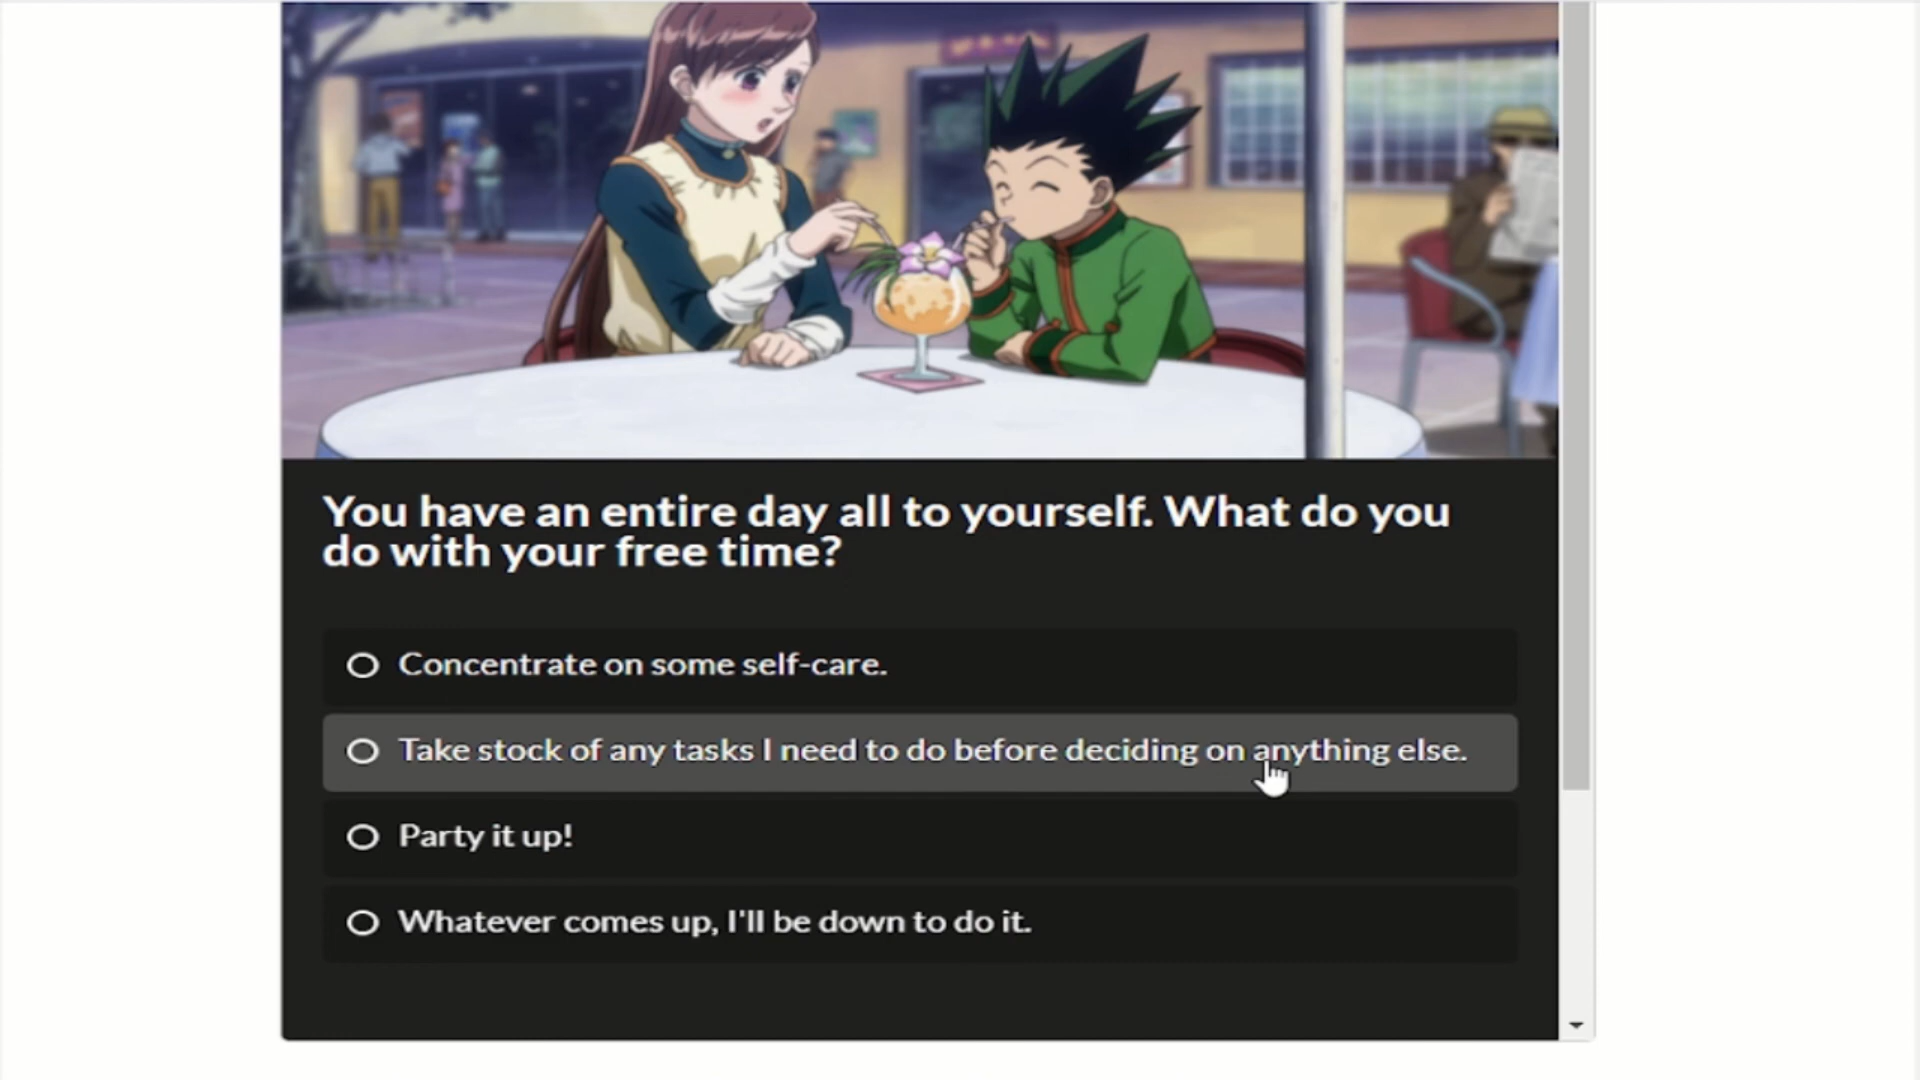 You have an entire day all to yourself. What do you
do with your free time?
Concentrate on some self-care.
Take stock of any tasks I need to do before deciding on anything else.
Party it up!
Whatever comes up, I'll be down to do it.